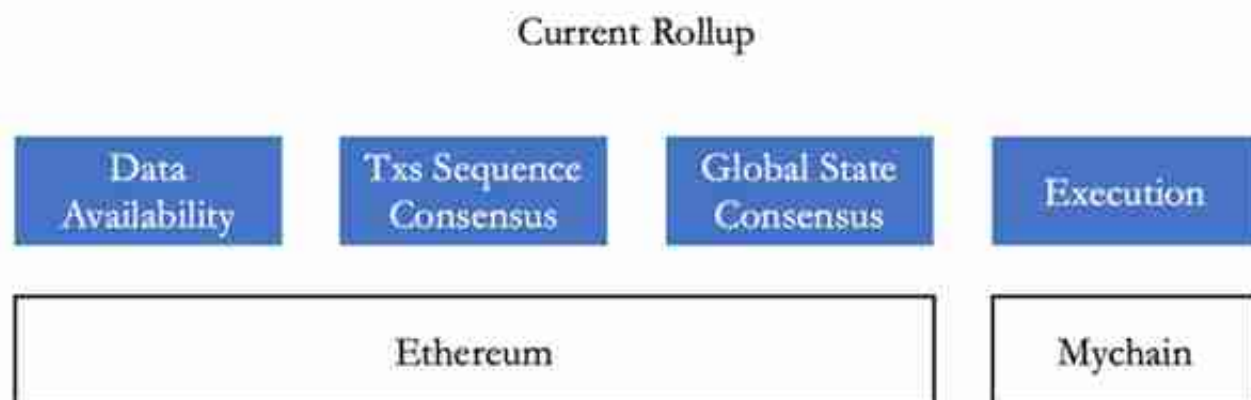 Current Rollup
Data
Availability
Txs Sequence
Consensus
Global State
Consensus
Execution
Ethereum
Mychain